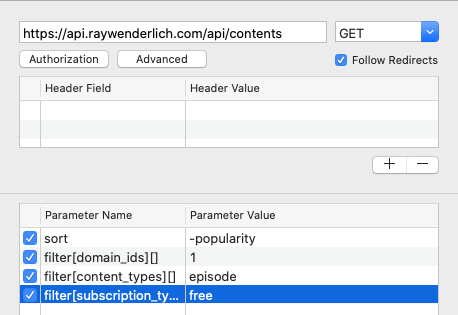 https://api.raywenderlich.com/api/contents GET
Authorization Advanced Follow Redirects
Header Field Header Value
Parameter Name Parameter Value
sort -popularity
filter[domain_ids][] 1
filter[content_types][] episode
filter[subscription_ty... free